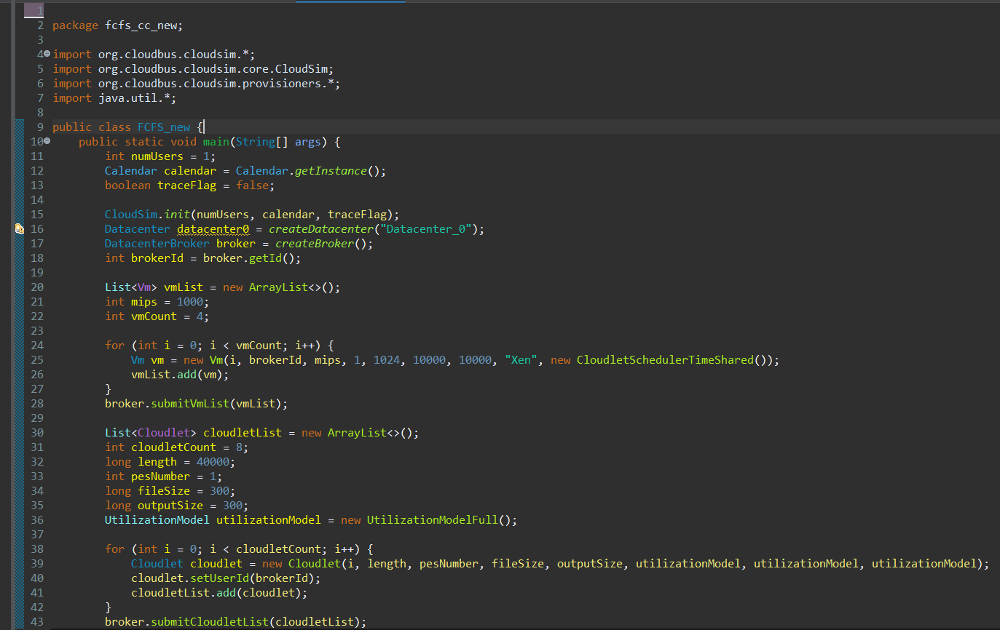 1
2 package fcfs_cc_new;
3
4 import org.cloudbus.cloudsim.*;
5 import org.cloudbus.cloudsim.core.CloudSim;
6 import org.cloudbus.cloudsim.provisioners.*;
7 import java.util.*;
8
9 public class FCFS_new {
10     public static void main(String[] args) {
11         int numUsers = 1;
12         Calendar calendar = Calendar.getInstance();
13         boolean traceFlag = false;
14
15         CloudSim.init(numUsers, calendar, traceFlag);
16         Datacenter datacenter0 = createDatacenter("Datacenter_0");
17         DatacenterBroker broker = createBroker();
18         int brokerId = broker.getId();
19
20         List<Vm> vmList = new ArrayList<>();
21         int mips = 1000;
22         int vmCount = 4;
23
24         for (int i = 0; i < vmCount; i++) {
25             Vm vm = new Vm(i, brokerId, mips, 1, 1024, 10000, 10000, "Xen", new CloudletSchedulerTimeShared());
26             vmList.add(vm);
27         }
28         broker.submitVmList(vmList);
29
30         List<Cloudlet> cloudletList = new ArrayList<>();
31         int cloudletCount = 8;
32         long length = 40000;
33         int pesNumber = 1;
34         long fileSize = 300;
35         long outputSize = 300;
36         UtilizationModel utilizationModel = new UtilizationModelFull();
37
38         for (int i = 0; i < cloudletCount; i++) {
39             Cloudlet cloudlet = new Cloudlet(i, length, pesNumber, fileSize, outputSize, utilizationModel, utilizationModel, utilizationModel);
40             cloudlet.setUserId(brokerId);
41             cloudletList.add(cloudlet);
42         }
43         broker.submitCloudletList(cloudletList);